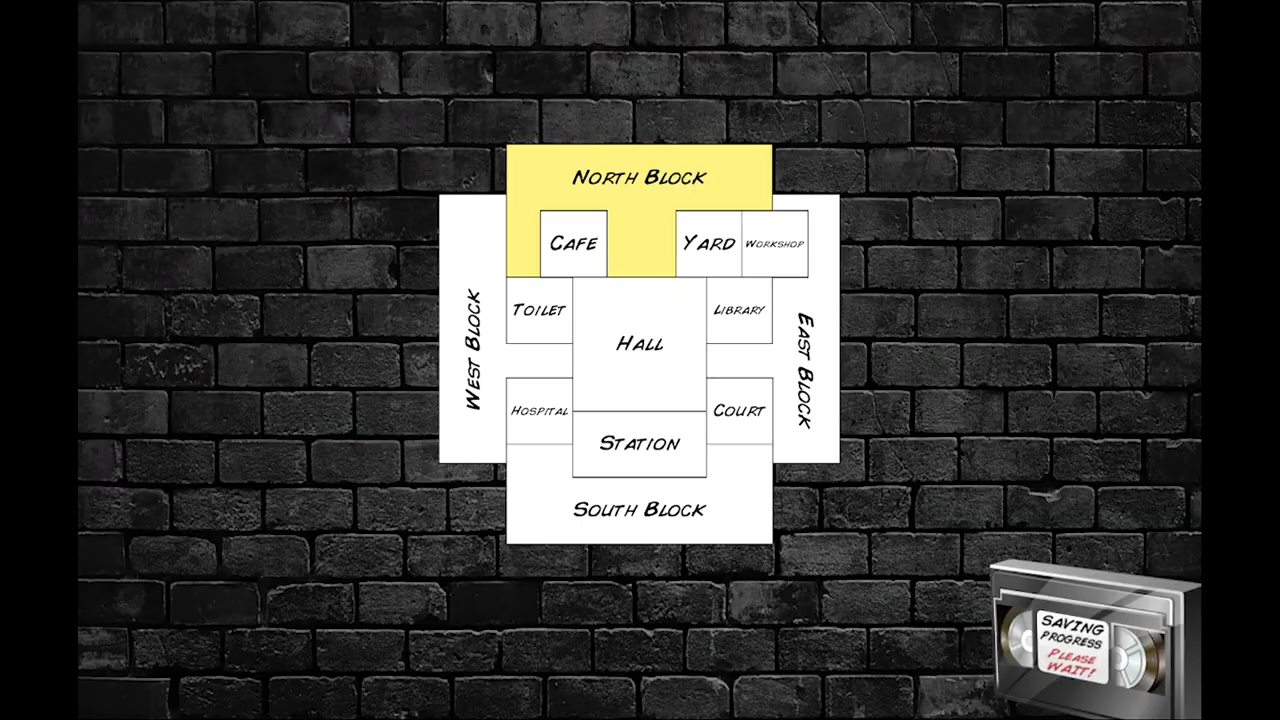 NORTH BLOCK
CAFE
YARD
WORKSHOP
TOILET
LIBRARY
HALL
WEST BLOCK
EAST BLOCK
HOSPITAL
COURT
STATION
SOUTH BLOCK
SAVING
PROGRESS
PLEASE
WAIT!